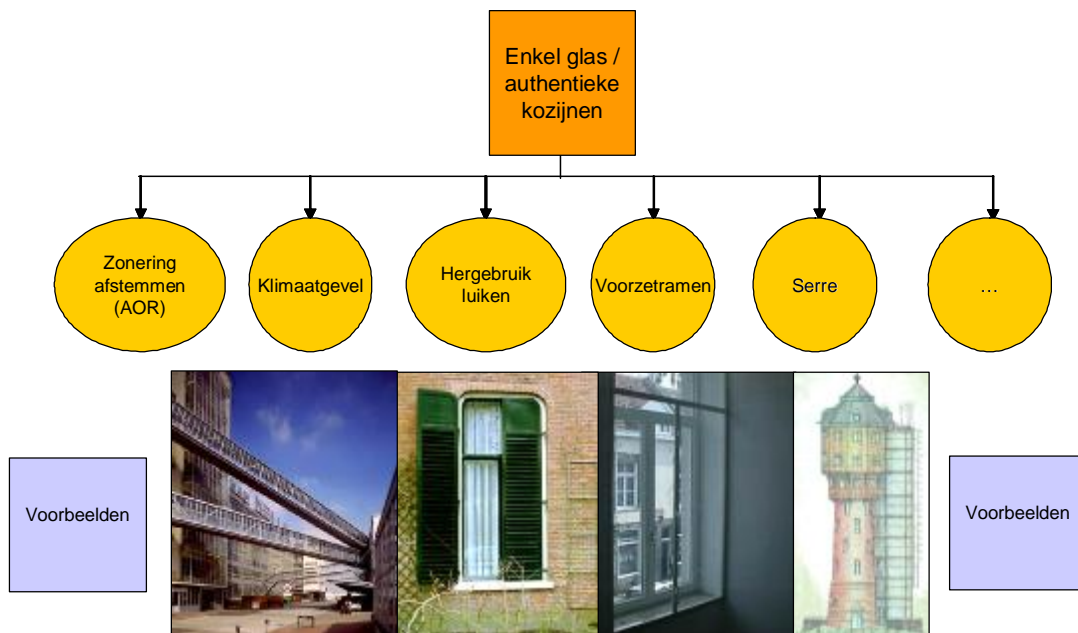 Enkel glas /
authentieke
kozijnen
Zonering
afstemmen
(AOR)
Klimaatgevel
Hergebruik
luiken
Voorzetramen
Serre
…
Voorbeelden
Voorbeelden